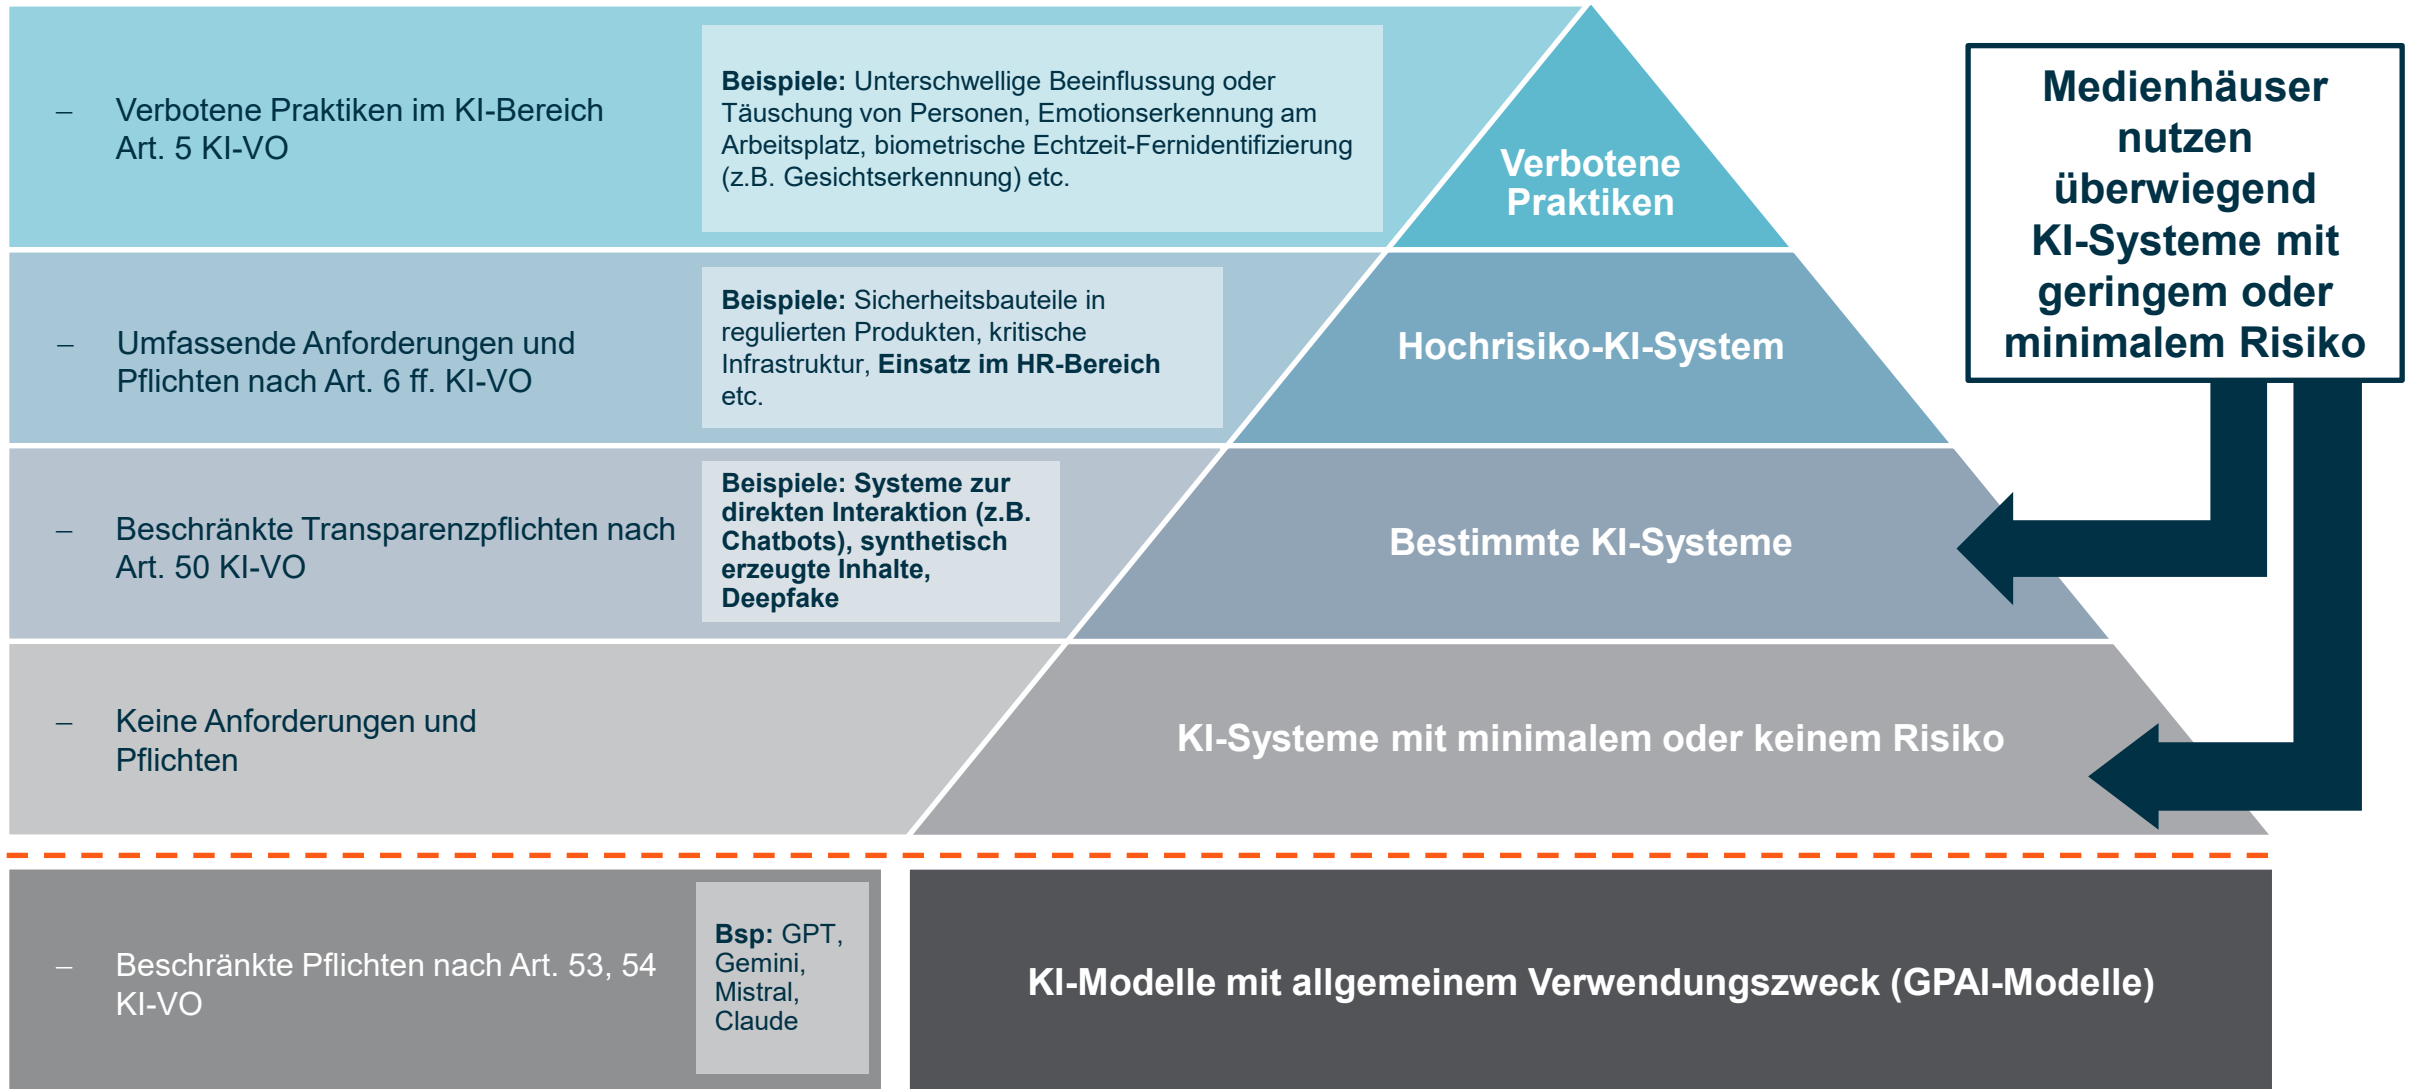 – Verbotene Praktiken im KI-Bereich
Art. 5 KI-VO
Beispiele: Unterschwellige Beeinflussung oder
Täuschung von Personen, Emotionserkennung am
Arbeitsplatz, biometrische Echtzeit-Fernidentifizierung
(z.B. Gesichtserkennung) etc.
Verbotene
Praktiken
Medienhäuser
nutzen
überwiegend
KI-Systeme mit
geringem oder
minimalem Risiko
– Umfassende Anforderungen und
Pflichten nach Art. 6 ff. KI-VO
Beispiele: Sicherheitsbauteile in
regulierten Produkten, kritische
Infrastruktur, Einsatz im HR-Bereich
etc.
Hochrisiko-KI-System
– Beschränkte Transparenzpflichten nach
Art. 50 KI-VO
Beispiele: Systeme zur
direkten Interaktion (z.B.
Chatbots), synthetisch
erzeugte Inhalte,
Deepfake
Bestimmte KI-Systeme
– Keine Anforderungen und
Pflichten
KI-Systeme mit minimalem oder keinem Risiko
– Beschränkte Pflichten nach Art. 53, 54
KI-VO
Bsp: GPT,
Gemini,
Mistral,
Claude
KI-Modelle mit allgemeinem Verwendungszweck (GPAI-Modelle)